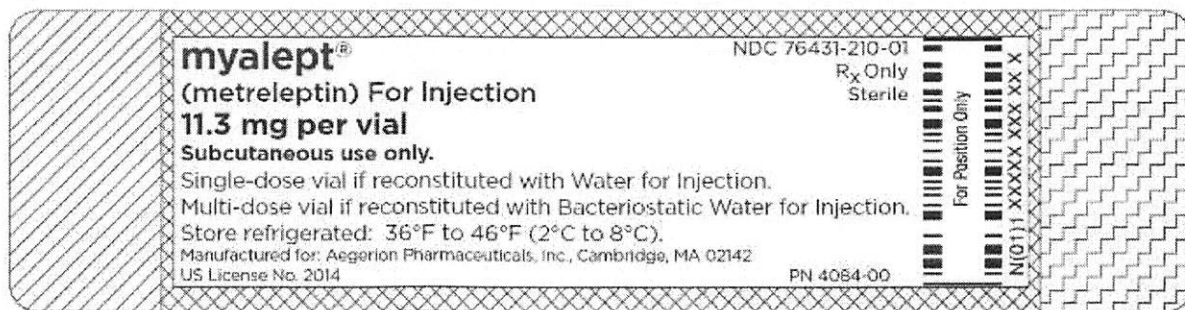 myalept®
(metreleptin) For Injection
11.3 mg per vial
Subcutaneous use only.
Single-dose vial if reconstituted with Water for Injection.
Multi-dose vial if reconstituted with Bacteriostatic Water for Injection.
Store refrigerated: 36°F to 46°F (2°C to 8°C).
Manufactured for: Aegerion Pharmaceuticals, Inc., Cambridge, MA 02142
US License No. 2014
PN 4064-00
NDC 76431-210-01
Rx Only
Sterile
For Position Only
N(01)1 XXXXX XXX XX X